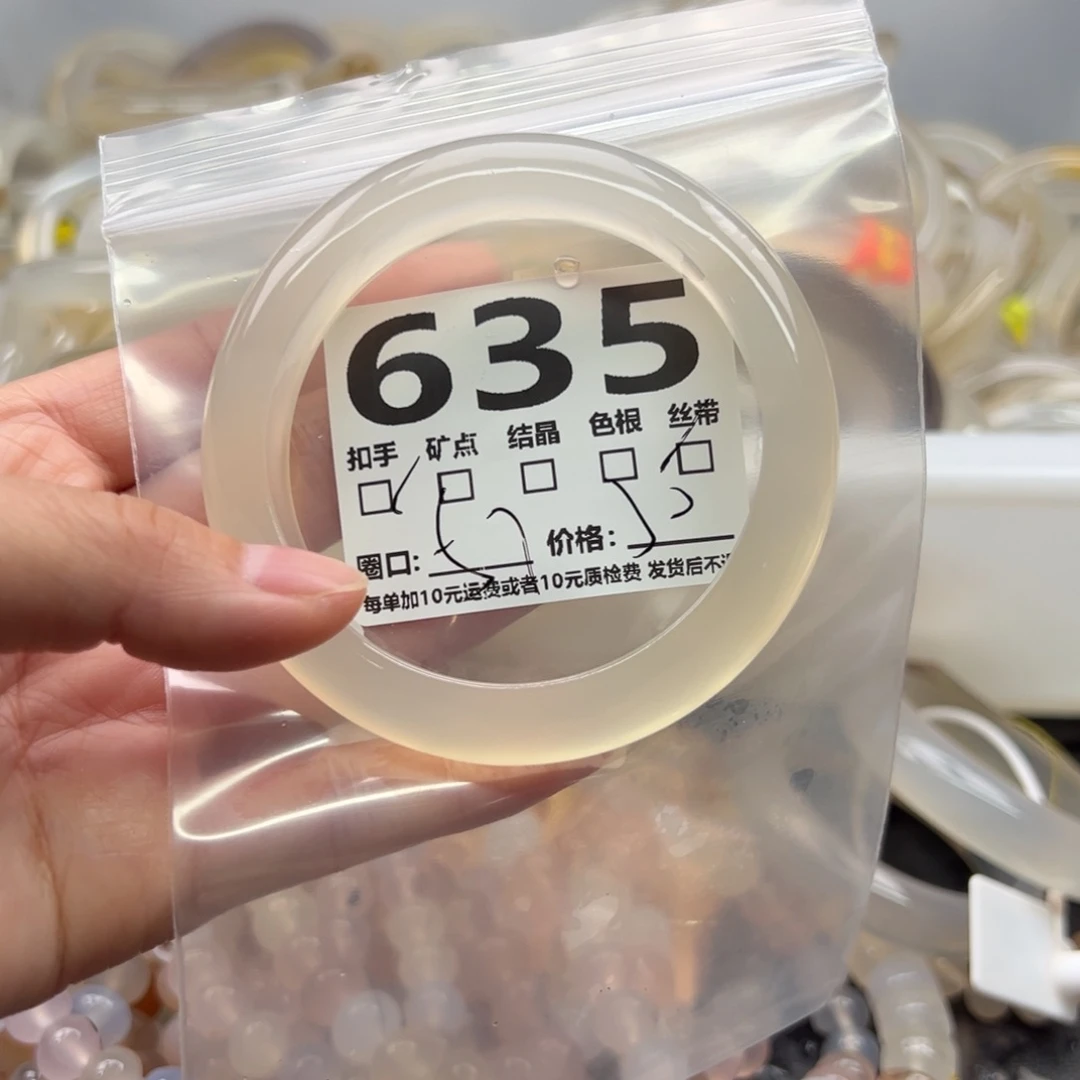 635
扣手 矿点 结晶 色根 丝带
圈口: 价格:
每单加10元运费或者10元质检费 发货后不